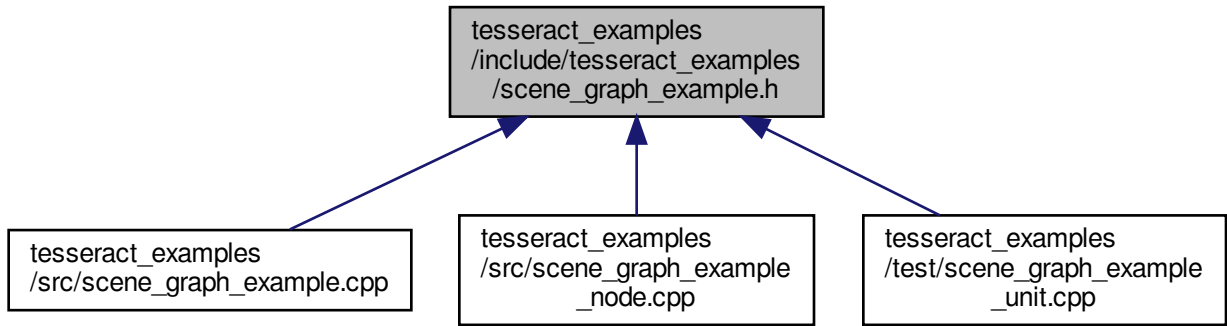 tesseract_examples
/include/tesseract_examples
/scene_graph_example.h
tesseract_examples
/src/scene_graph_example.cpp
tesseract_examples
/src/scene_graph_example
_node.cpp
tesseract_examples
/test/scene_graph_example
_unit.cpp